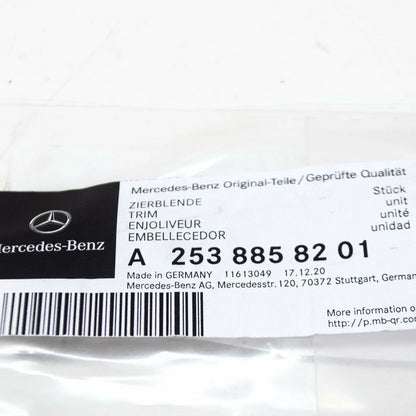 Mercedes-Benz Original-Teile/Geprüfte Qualität
ZIERBLENDE
TRIM
ENJOLIVEUR
EMBELLECEDOR
Stück
unit
unité
unidad
A 253 885 82 01
Made in GERMANY 11613049 17.12.20
Mercedes-Benz AG, Mercedesstr.120, 70372 Stuttgart, Germany
Mercedes-Benz
More information o
http://p.mb-qr.co